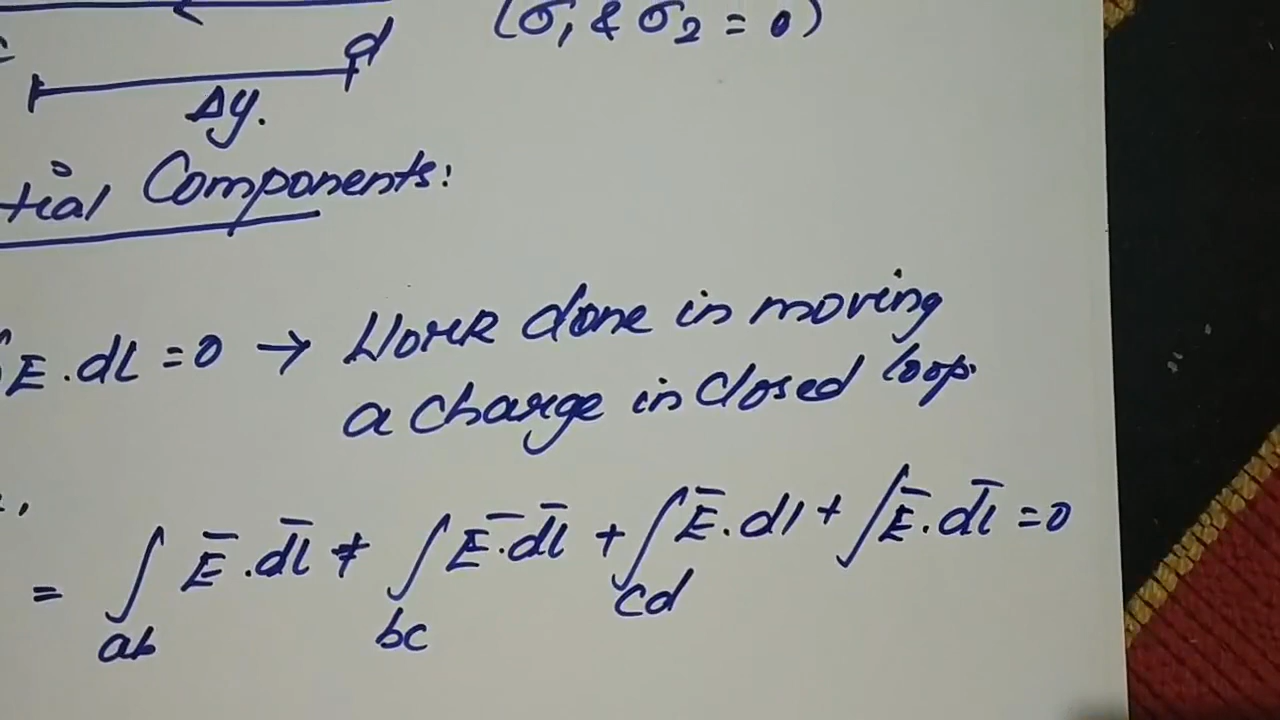 (σ₁ & σ₂ = 0)
c d
Δy.
tial Components:
∫E.dl = 0 → Work done in moving
a charge in closed loop.
= ∫ab E̅.dl̅ + ∫bc E̅.dl̅ + ∫cd E̅.dl + ∫E̅.dl̅ = 0